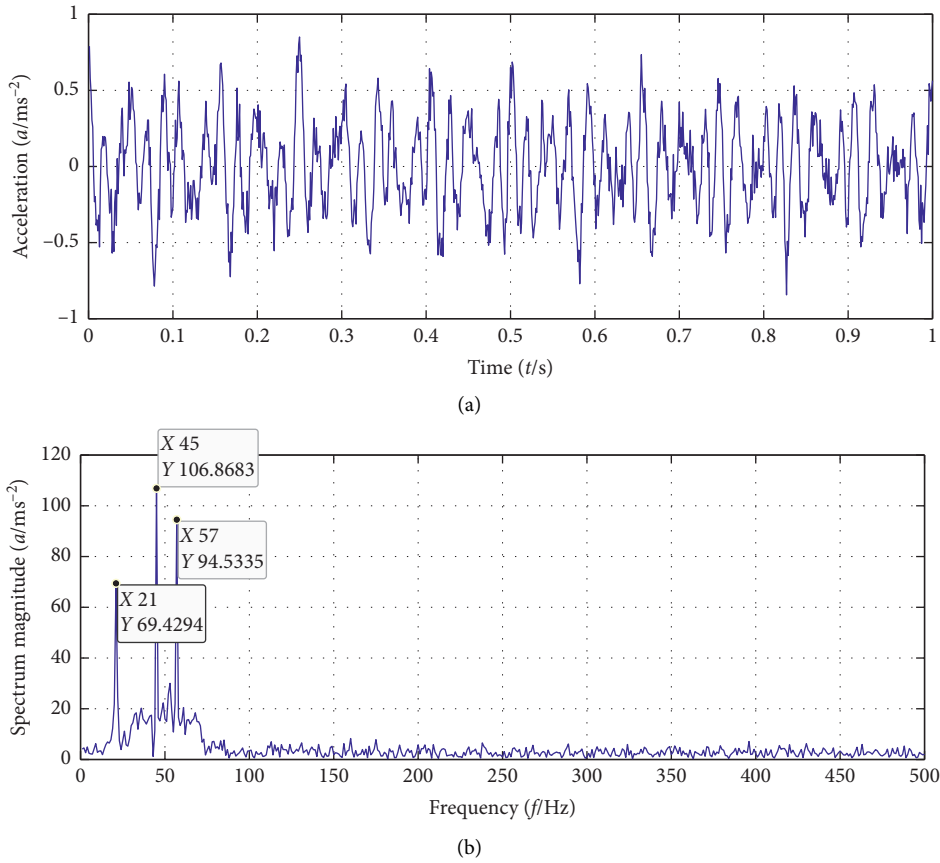 1
0.5
0
−0.5
−1
Acceleration (a/ms−2)
0 0.1 0.2 0.3 0.4 0.5 0.6 0.7 0.8 0.9 1
Time (t/s)
(a)
120
100
80
60
40
20
0
Spectrum magnitude (a/ms−2)
X 45
Y 106.8683
X 57
Y 94.5335
X 21
Y 69.4294
0 50 100 150 200 250 300 350 400 450 500
Frequency (f/Hz)
(b)